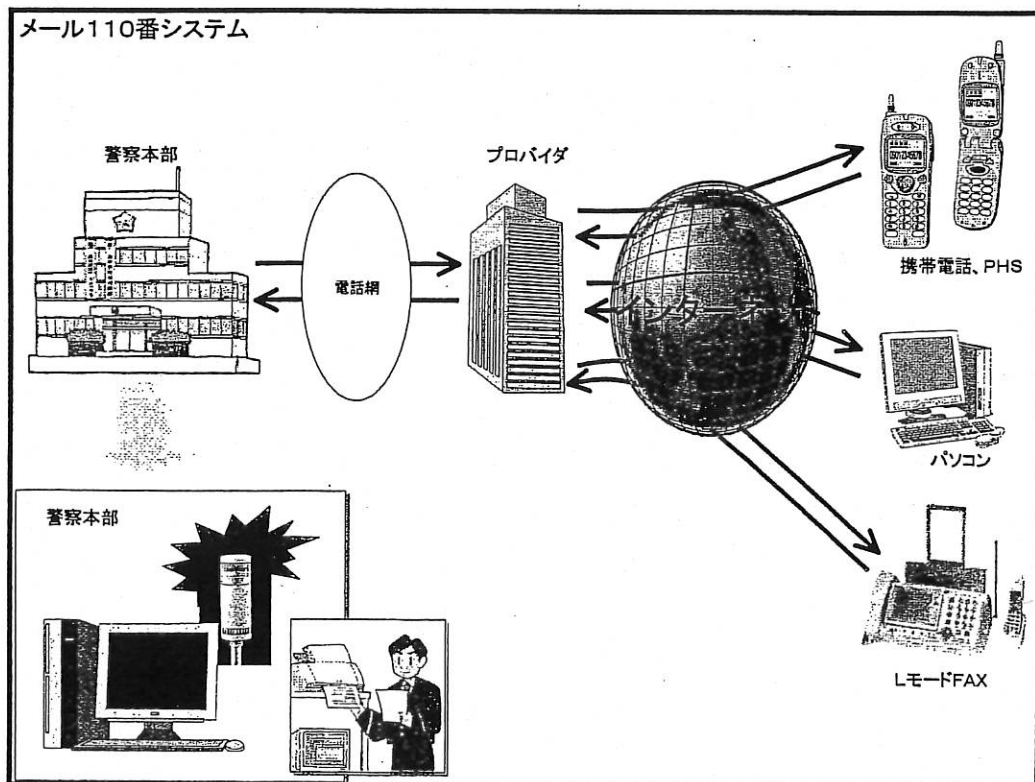 メール110番システム
警察本部
プロバイダ
電話網
インターネット
携帯電話、PHS
パソコン
LモードFAX
警察本部